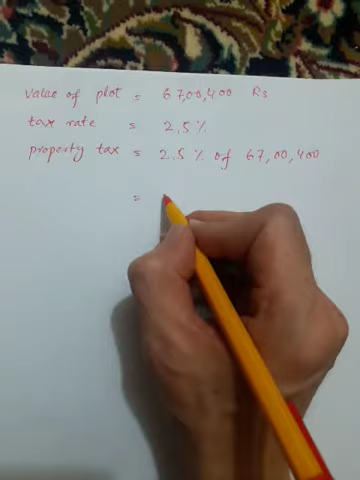 value of plot = 67,00,400 Rs
tax rate = 2.5 %
property tax = 2.5 % of 67,00,400
=